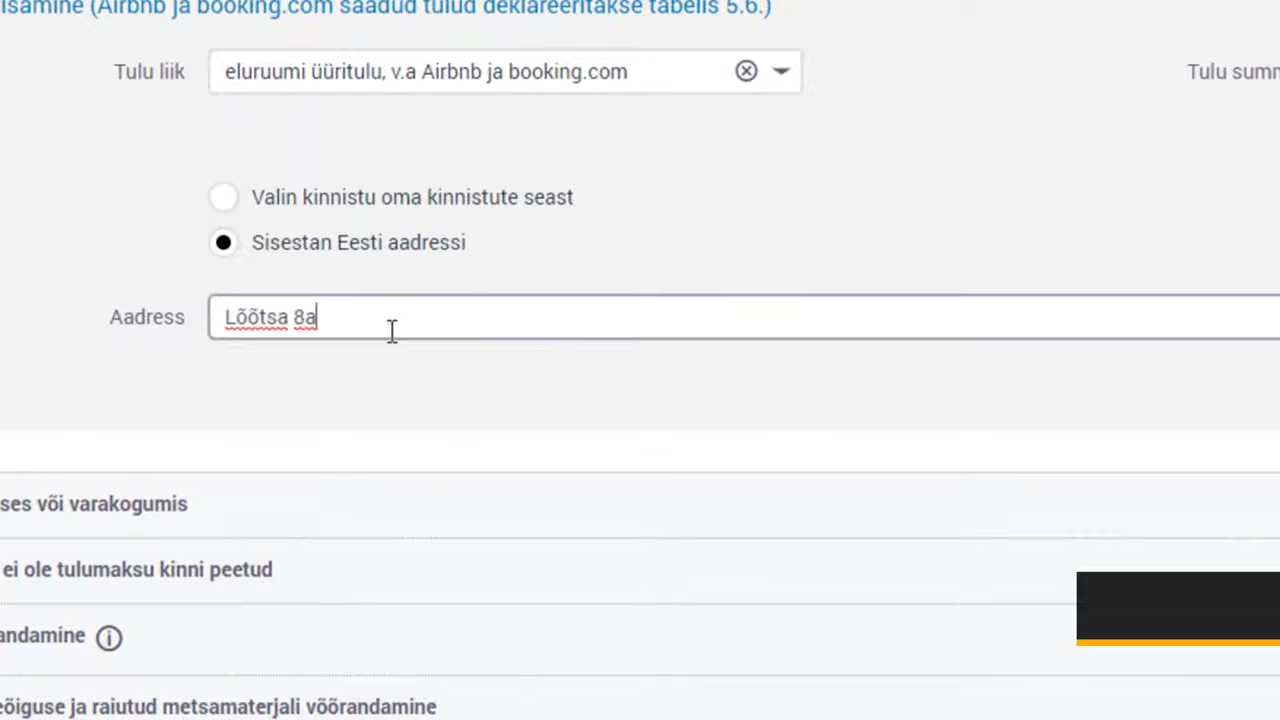 isamine (Airbnb ja booking.com saadud tulud deklareeritakse tabelis 5.6.)
Tulu liik
eluruumi üüritulu, v.a Airbnb ja booking.com
Tulu summ
Valin kinnistu oma kinnistute seast
Sisestan Eesti aadressi
Aadress
Lõõtsa 8a
ses või varakogumis
ei ole tulumaksu kinni peetud
andamine
eõiguse ja raiutud metsamaterjali võõrandamine